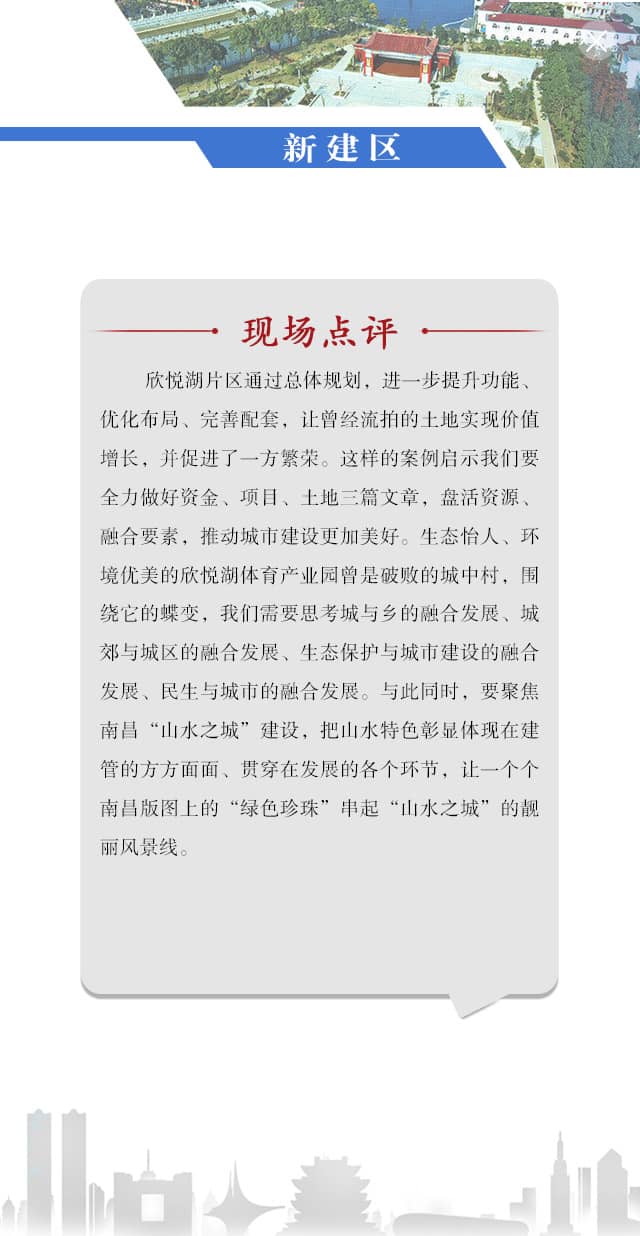 新建区
现场点评
欣悦湖片区通过总体规划，进一步提升功能、
优化布局、完善配套，让曾经流拍的土地实现价值
增长，并促进了一方繁荣。这样的案例启示我们要
全力做好资金、项目、土地三篇文章，盘活资源、
融合要素，推动城市建设更加美好。生态怡人、环
境优美的欣悦湖体育产业园曾是破败的城中村，围
绕它的蝶变，我们需要思考城与乡的融合发展、城
郊与城区的融合发展、生态保护与城市建设的融合
发展、民生与城市的融合发展。与此同时，要聚焦
南昌“山水之城”建设，把山水特色彰显体现在建
管的方方面面、贯穿在发展的各个环节，让一个个
南昌版图上的“绿色珍珠”串起“山水之城”的靓
丽风景线。